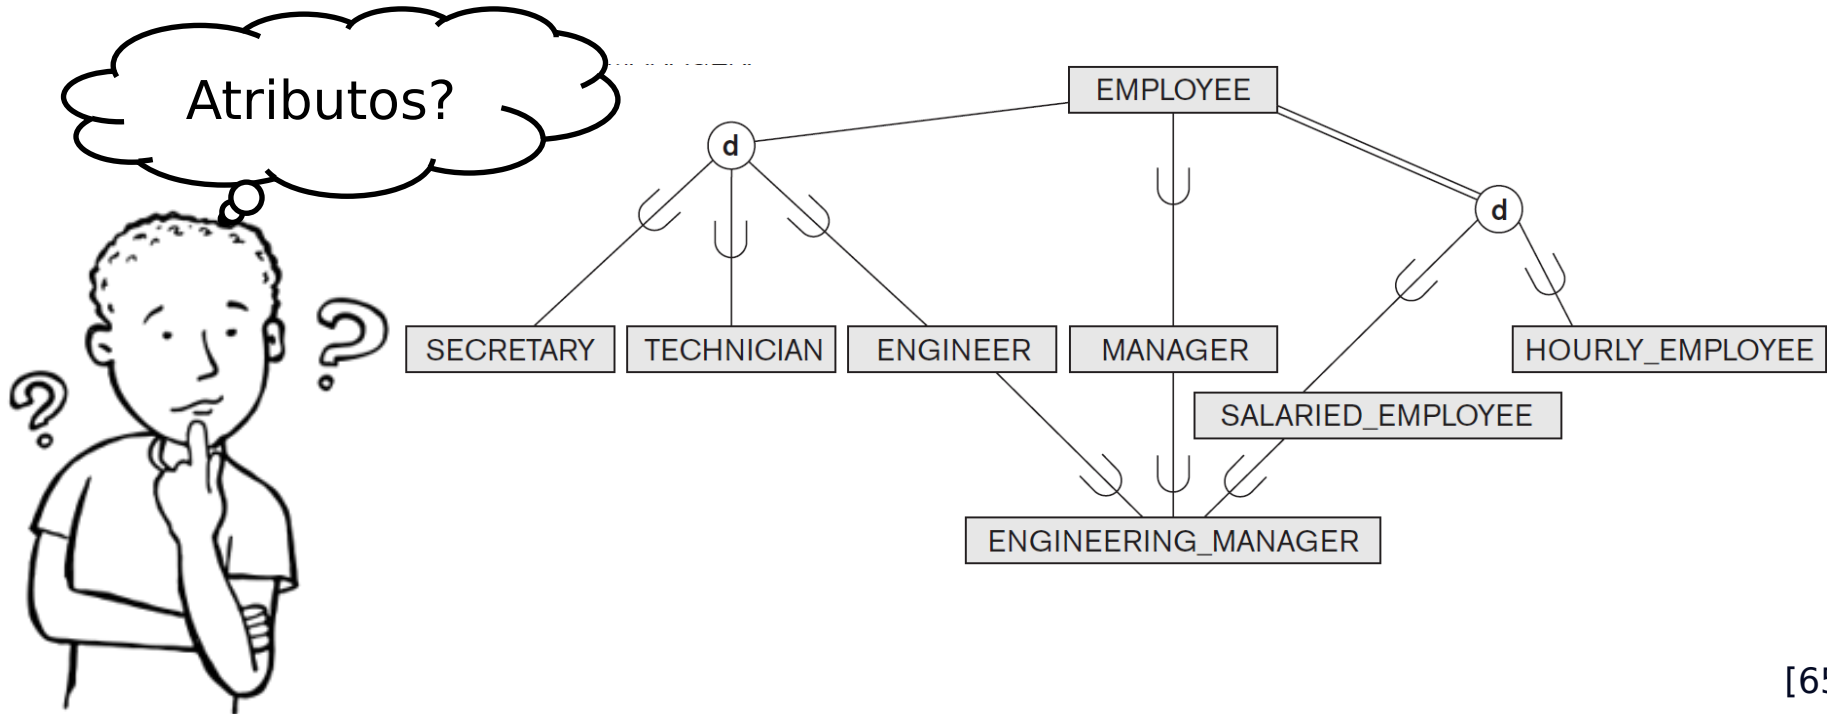 Atributos?
EMPLOYEE
d
d
SECRETARY
TECHNICIAN
ENGINEER
MANAGER
HOURLY_EMPLOYEE
SALARIED_EMPLOYEE
ENGINEERING_MANAGER
?
?